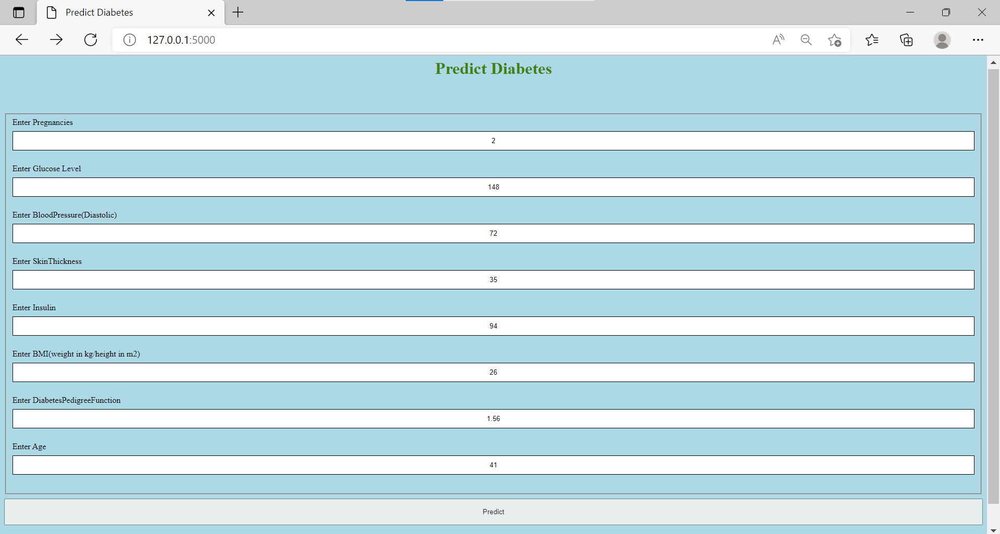 Predict Diabetes
127.0.0.1:5000
Predict Diabetes
Enter Pregnancies
2
Enter Glucose Level
148
Enter BloodPressure(Diastolic)
72
Enter SkinThickness
35
Enter Insulin
94
Enter BMI(weight in kg/height in m2)
26
Enter DiabetesPedigreeFunction
1.56
Enter Age
41
Predict